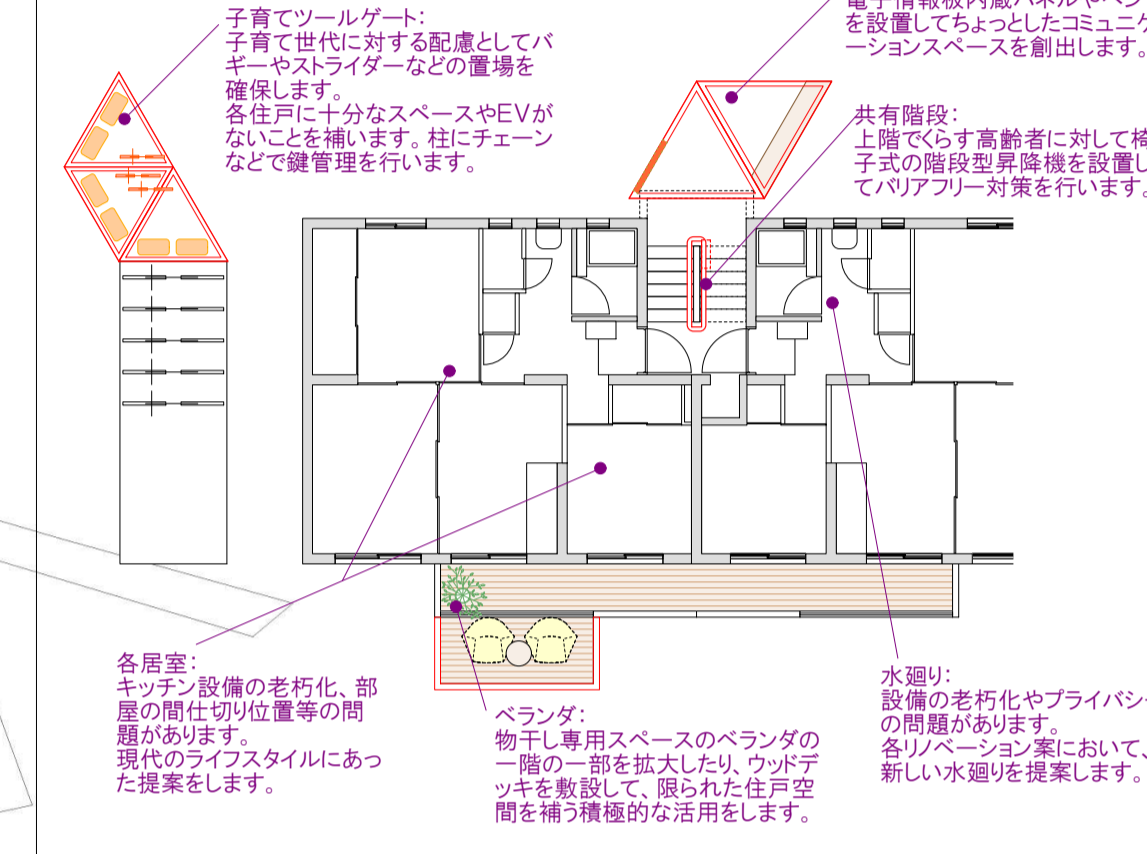 子育てツールゲート：
子育て世代に対する配慮としてバ
ギーやストライダーなどの置場を
確保します。
各住戸に十分なスペースやEVが
ないことを補います。柱にチェーン
などで鍵管理を行います。
電子情報板内蔵パネルやベン
を設置してちょっとしたコミュニケ
ーションスペースを創出します。
共有階段：
上階でくらす高齢者に対して椅
子式の階段型昇降機を設置し
てバリアフリー対策を行います。
各居室：
キッチン設備の老朽化、部
屋の間仕切り位置等の問
題があります。
現代のライフスタイルにあっ
た提案をします。
ベランダ：
物干し専用スペースのベランダの
一階の一部を拡大したり、ウッドデ
ッキを敷設して、限られた住戸空
間を補う積極的な活用をします。
水廻り：
設備の老朽化やプライバシー
の問題があります。
各リノベーション案において、
新しい水廻りを提案します。